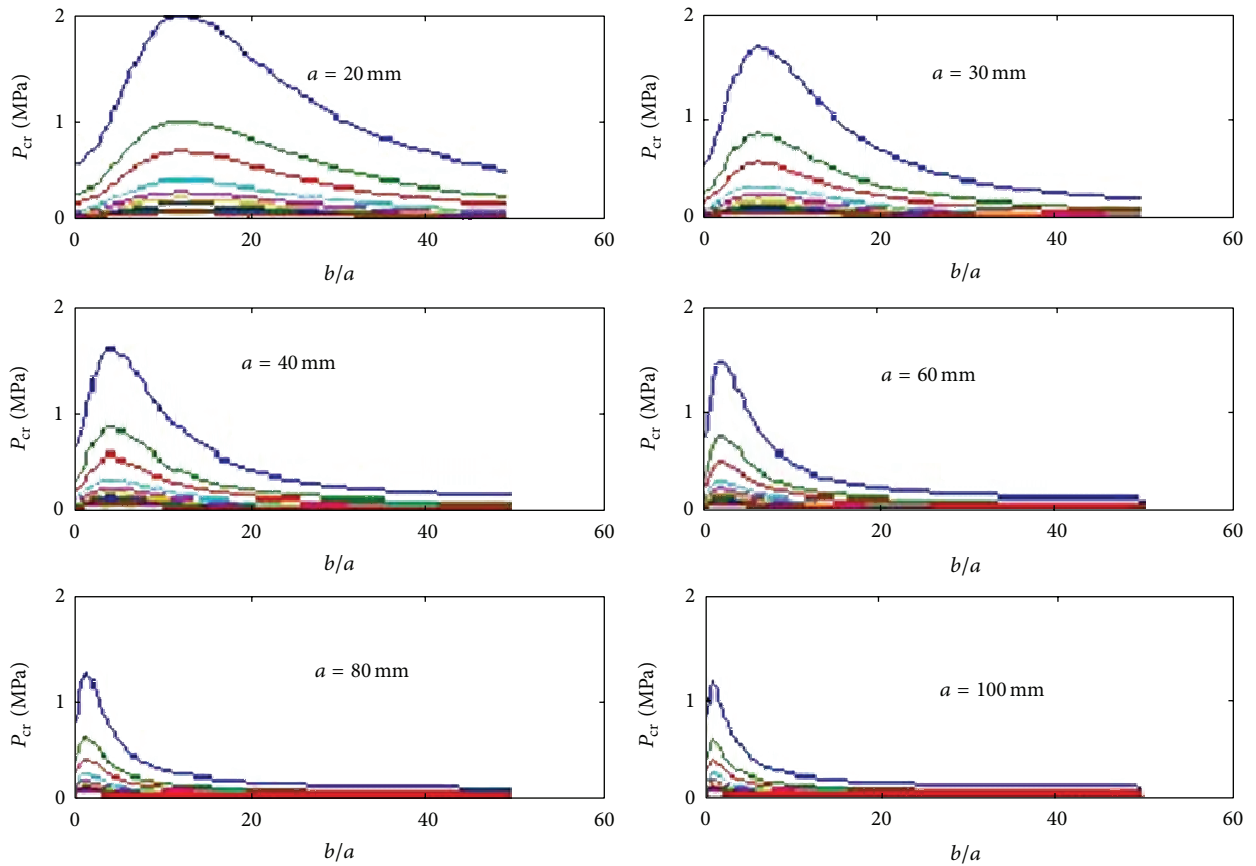 2
1
0
P_cr (MPa)
a = 20 mm
0 20 40 60
b/a
2
1
0
P_cr (MPa)
a = 30 mm
0 20 40 60
b/a
2
1
0
P_cr (MPa)
a = 40 mm
0 20 40 60
b/a
2
1
0
P_cr (MPa)
a = 60 mm
0 20 40 60
b/a
2
1
0
P_cr (MPa)
a = 80 mm
0 20 40 60
b/a
2
1
0
P_cr (MPa)
a = 100 mm
0 20 40 60
b/a